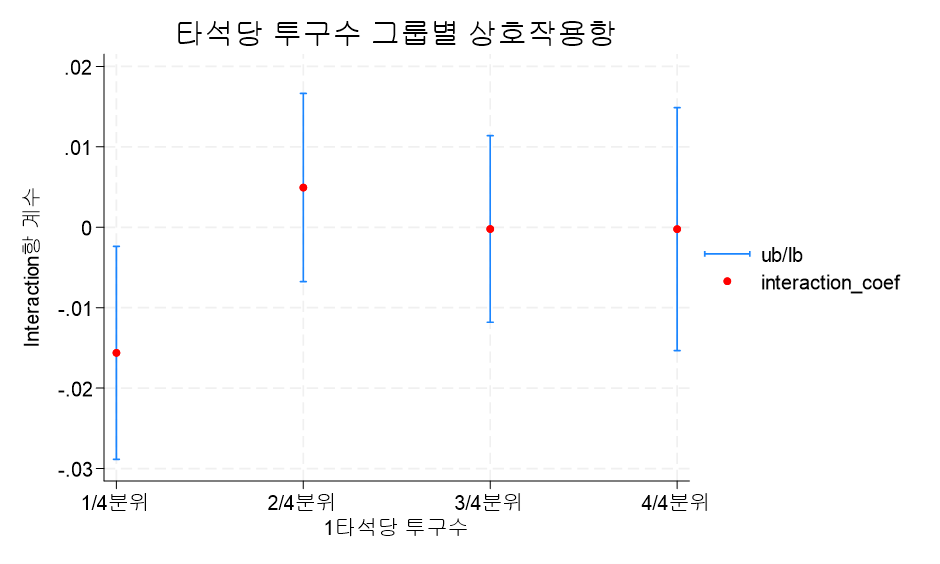 타석당 투구수 그룹별 상호작용항
Interaction항 계수
.02
.01
0
-.01
-.02
-.03
1/4분위
2/4분위
3/4분위
4/4분위
1타석당 투구수
ub/lb
interaction_coef